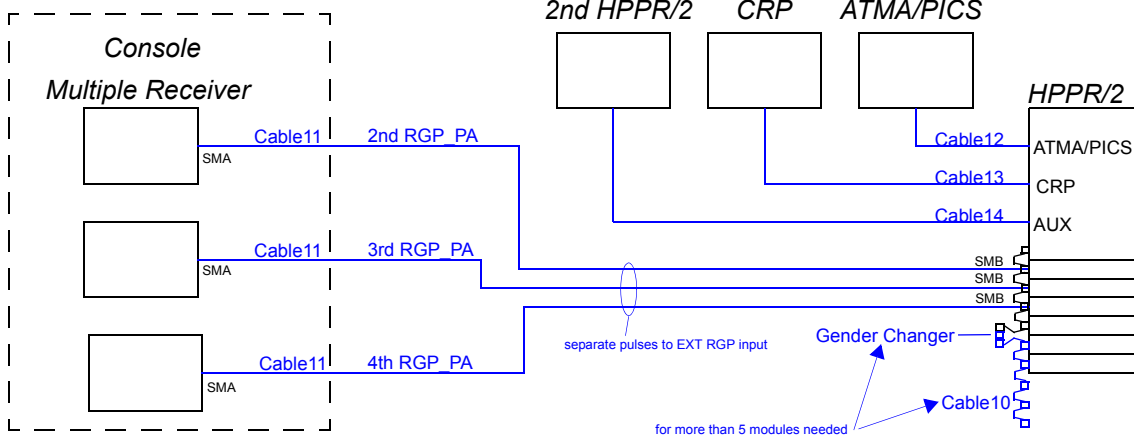 2nd HPPR/2
CRP
ATMA/PICS
Console
Multiple Receiver
HPPR/2
Cable11
2nd RGP_PA
SMA
Cable12
ATMA/PICS
Cable13
CRP
Cable14
AUX
Cable11
3rd RGP_PA
SMA
SMB
SMB
SMB
separate pulses to EXT RGP input
Gender Changer
Cable11
4th RGP_PA
SMA
Cable10
for more than 5 modules needed